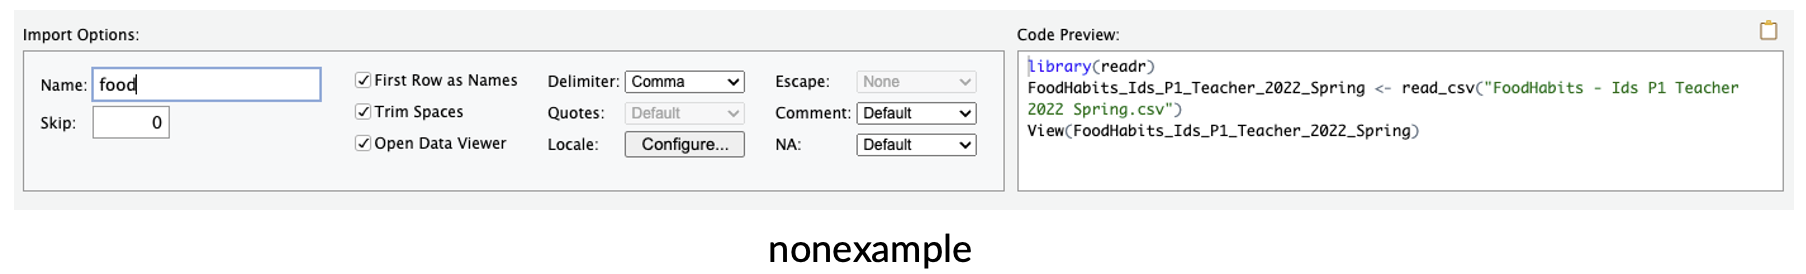 Import Options:
Name: food
Skip: 0
First Row as Names
Trim Spaces
Open Data Viewer
Delimiter: Comma
Quotes: Default
Locale: Configure...
Escape: None
Comment: Default
NA: Default
Code Preview:
library(readr)
FoodHabits_Ids_P1_Teacher_2022_Spring <- read_csv("FoodHabits - Ids P1 Teacher
2022 Spring.csv")
View(FoodHabits_Ids_P1_Teacher_2022_Spring)
nonexample